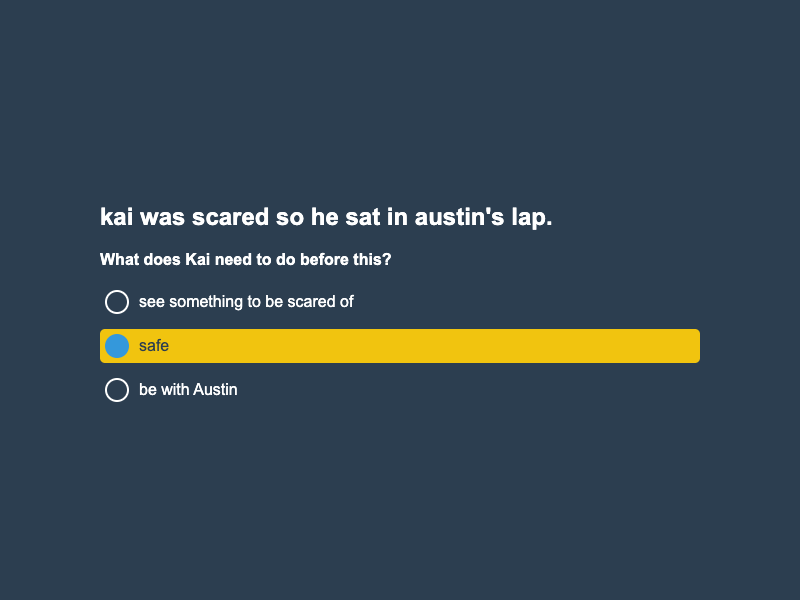 kai was scared so he sat in austin's lap.
What does Kai need to do before this?
see something to be scared of
safe
be with Austin